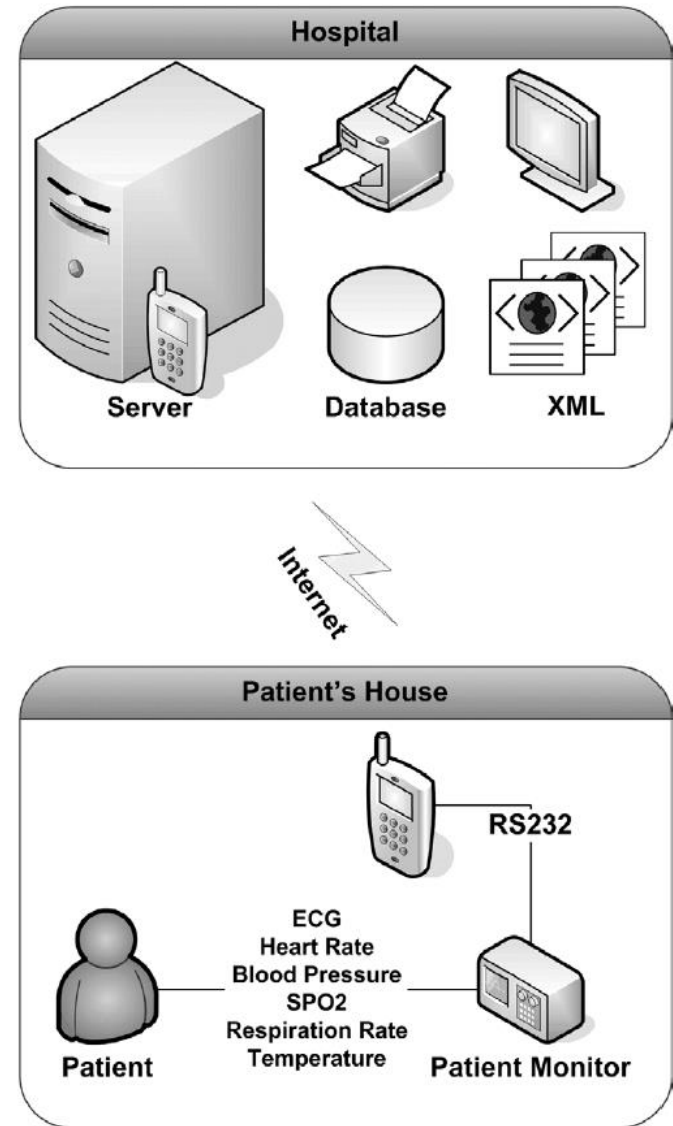 Hospital
Server
Database
XML
Internet
Patient's House
RS232
ECG
Heart Rate
Blood Pressure
SPO2
Respiration Rate
Temperature
Patient
Patient Monitor